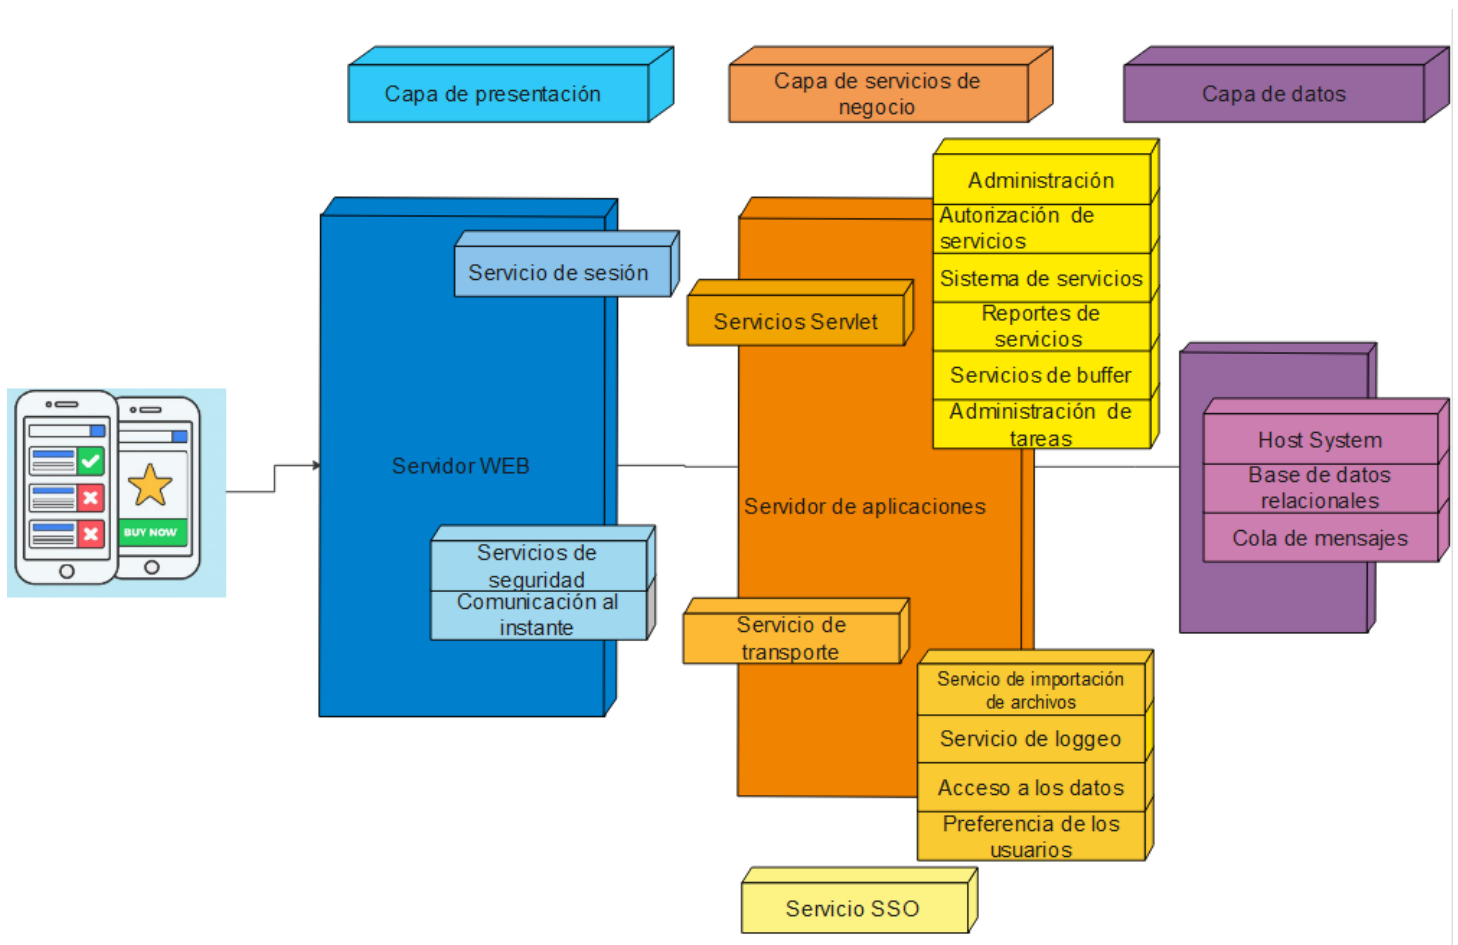 Capa de presentación
Capa de servicios de
negocio
Capa de datos
Servidor WEB
Servicio de sesión
Servicios de
seguridad
Comunicación al
instante
Servicios Servlet
Servidor de aplicaciones
Servicio de
transporte
Administración
Autorización de
servicios
Sistema de servicios
Reportes de
servicios
Servicios de buffer
Administración de
tareas
Servicio de importación
de archivos
Servicio de loggeo
Acceso a los datos
Preferencia de los
usuarios
Servicio SSO
Host System
Base de datos
relacionales
Cola de mensajes
BUY NOW